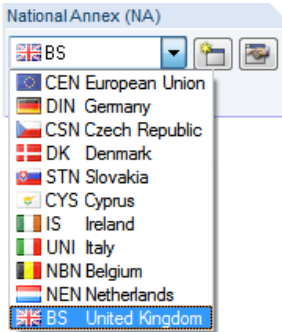 National Annex (NA)
BS
CEN European Union
DIN Germany
CSN Czech Republic
DK Denmark
STN Slovakia
CYS Cyprus
IS Ireland
UNI Italy
NBN Belgium
NEN Netherlands
BS United Kingdom